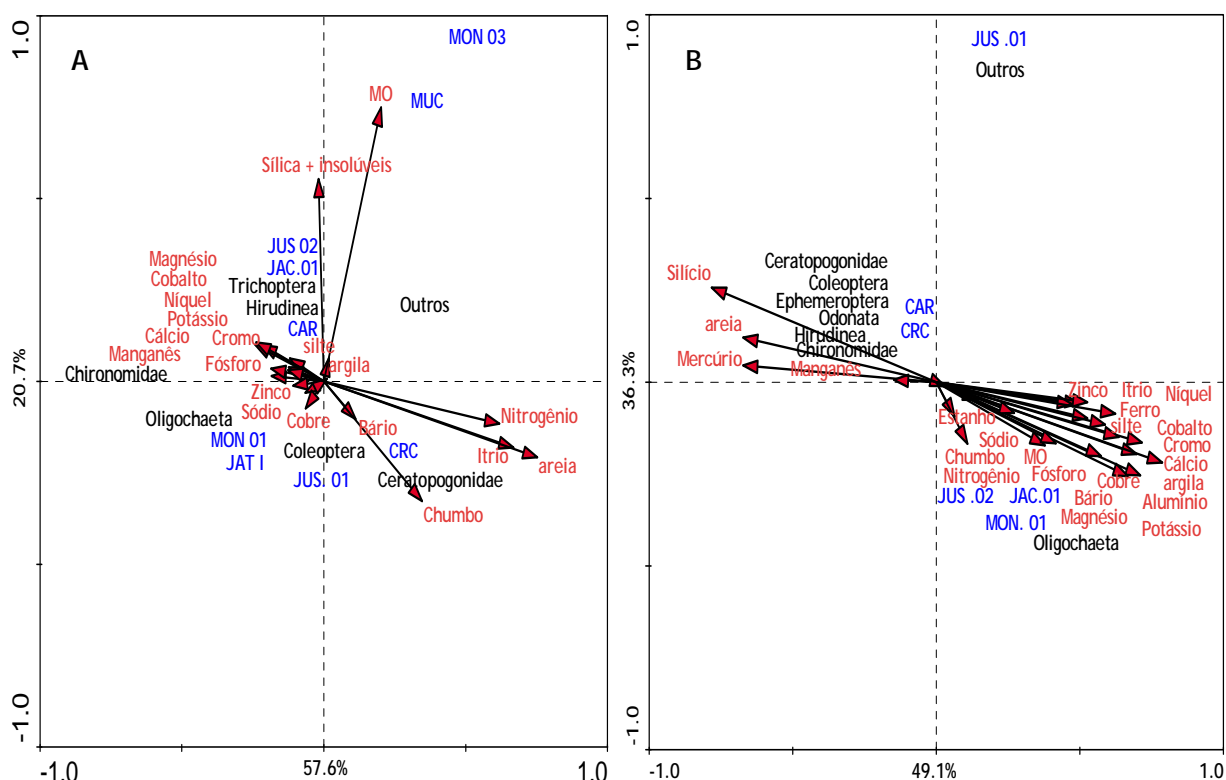 1.0
A
MON 03
MO
MUC
Sílica + insolúveis
JUS 02
JAC.01
Magnésio
Cobalto
Trichoptera
Níquel
Hirudinea
Outros
Potássio
CAR
Cálcio
Cromo
silte
Manganês
Fósforo
argila
Chironomidae
Zinco
Sódio
Cobre
Bário
Nitrogênio
Oligochaeta
MON 01
Coleoptera
CRC
Itrio
JAT I
areia
JUS. 01
Ceratopogonidae
Chumbo
20.7%
-1.0
-1.0
57.6%
1.0
1.0
B
JUS .01
Outros
Ceratopogonidae
Silício
Coleoptera
Ephemeroptera
CAR
Odonata
areia
CRC
Hirudinea
Chironomidae
Mercúrio
Manganês
36.3%
Zinco
Itrio
Níquel
Estanho
Ferro
silte
Cobalto
Sódio
Cromo
Chumbo
MO
Cálcio
Nitrogênio
Fósforo
Cobre
argila
JUS .02
JAC.01
Bário
Aluminio
MON. 01
Magnésio
Potássio
Oligochaeta
-1.0
-1.0
49.1%
1.0